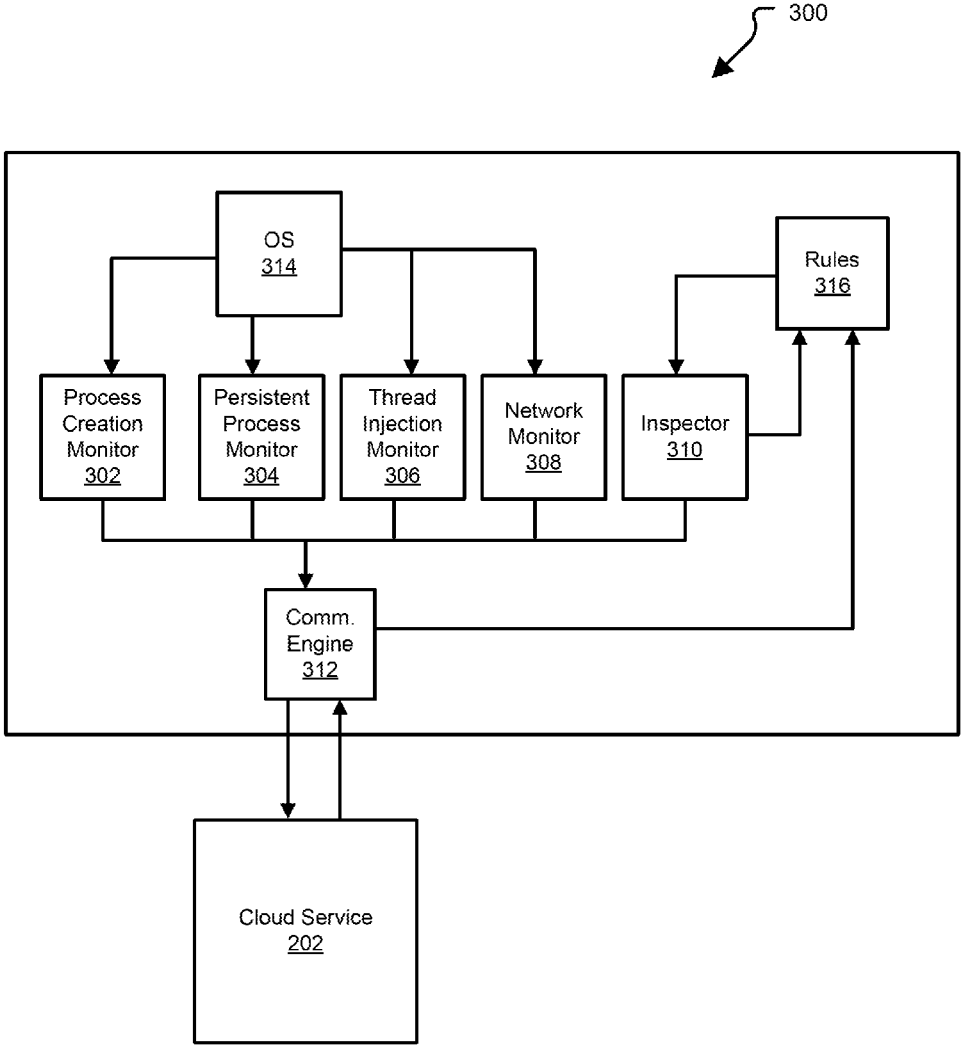 300
OS
314
Rules
316
Process
Creation
Monitor
302
Persistent
Process
Monitor
304
Thread
Injection
Monitor
306
Network
Monitor
308
Inspector
310
Comm.
Engine
312
Cloud Service
202